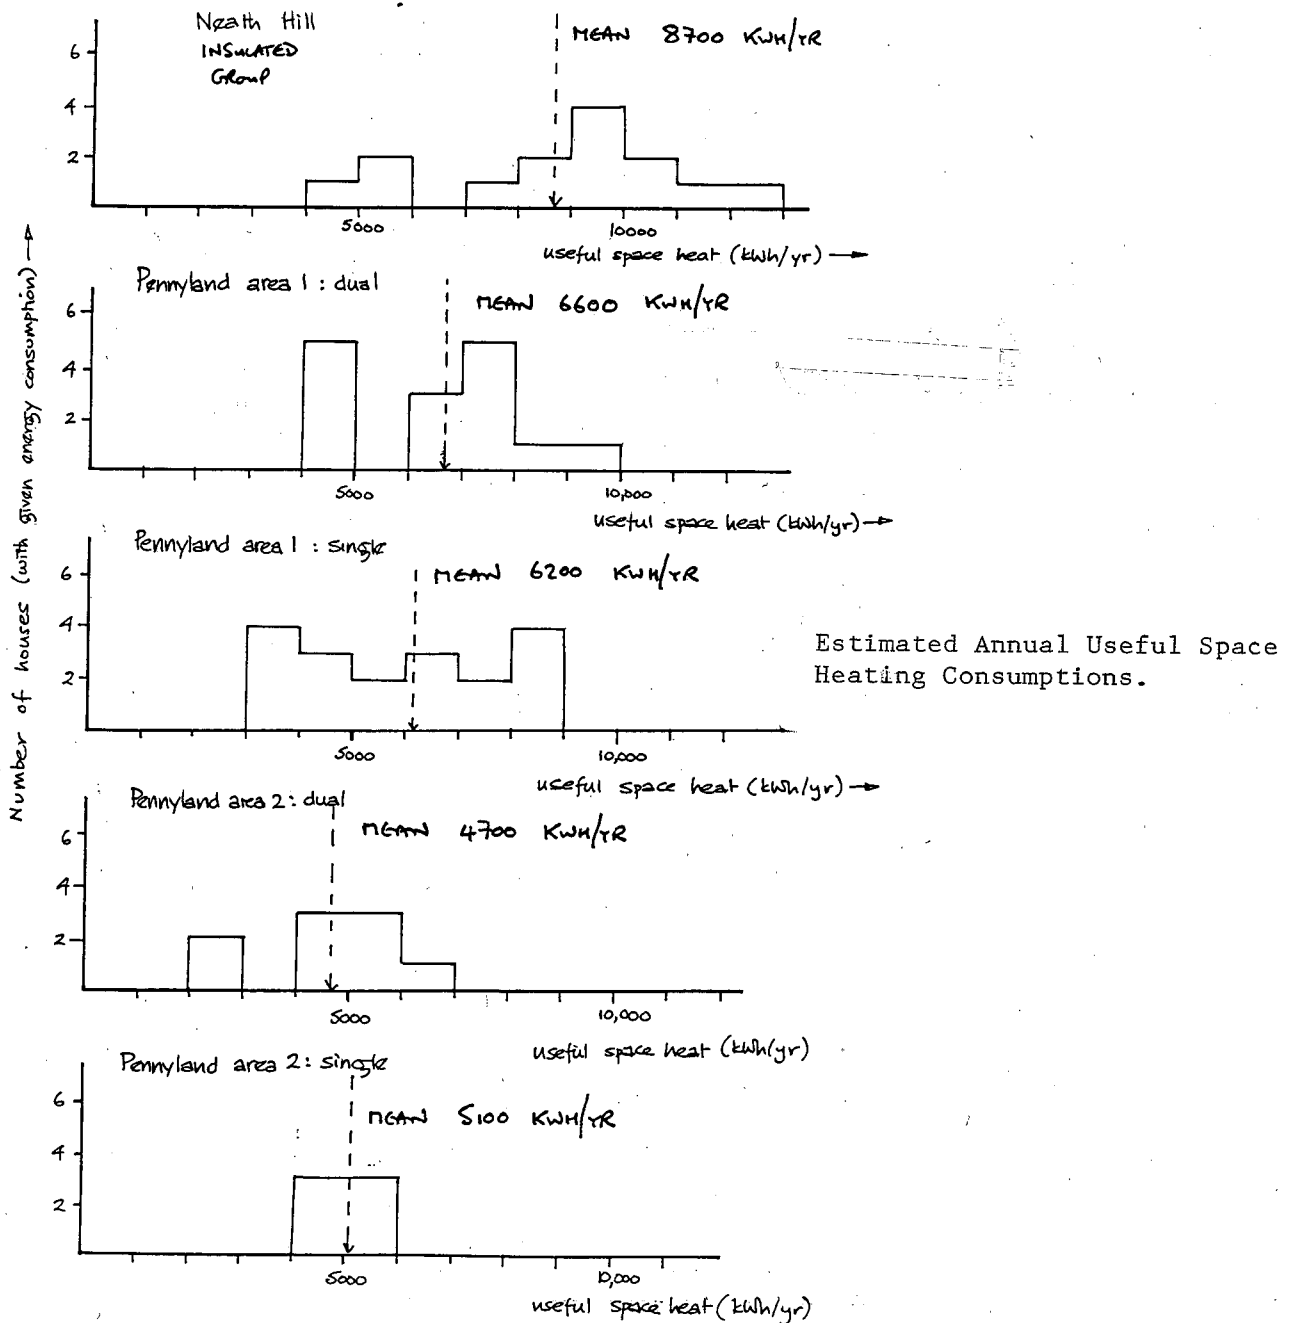 Neath Hill
INSULATED
GROUP
MEAN 8700 KWH/YR
6
4
2
5000
10000
useful space heat (kWh/yr)
Number of houses (with given energy consumption)
Pennyland area 1 : dual
MEAN 6600 KWH/YR
6
4
2
5000
10,000
useful space heat (kWh/yr)
Pennyland area 1 : single
MEAN 6200 KWH/YR
6
4
2
5000
10,000
useful space heat (kWh/yr)
Estimated Annual Useful Space
Heating Consumptions.
Pennyland area 2: dual
MEAN 4700 KWH/YR
6
4
2
5000
10,000
useful space heat (kWh/yr)
Pennyland area 2: single
MEAN 5100 KWH/YR
6
4
2
5000
10,000
useful space heat (kWh/yr)